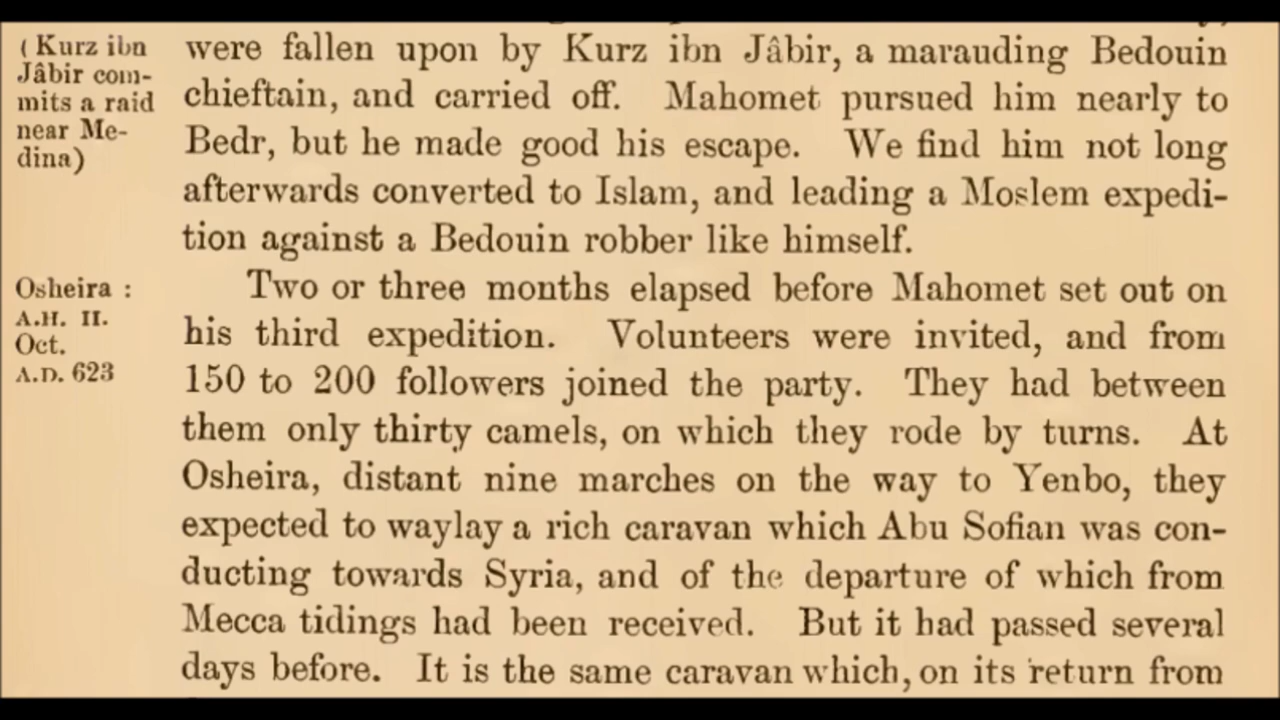 ( Kurz ibn
Jâbir com-
mits a raid
near Me-
dina)
were fallen upon by Kurz ibn Jâbir, a marauding Bedouin
chieftain, and carried off. Mahomet pursued him nearly to
Bedr, but he made good his escape. We find him not long
afterwards converted to Islam, and leading a Moslem expedi-
tion against a Bedouin robber like himself.
Osheira :
A.H. II.
Oct.
A.D. 623
Two or three months elapsed before Mahomet set out on
his third expedition. Volunteers were invited, and from
150 to 200 followers joined the party. They had between
them only thirty camels, on which they rode by turns. At
Osheira, distant nine marches on the way to Yenbo, they
expected to waylay a rich caravan which Abu Sofian was con-
ducting towards Syria, and of the departure of which from
Mecca tidings had been received. But it had passed several
days before. It is the same caravan which, on its return from